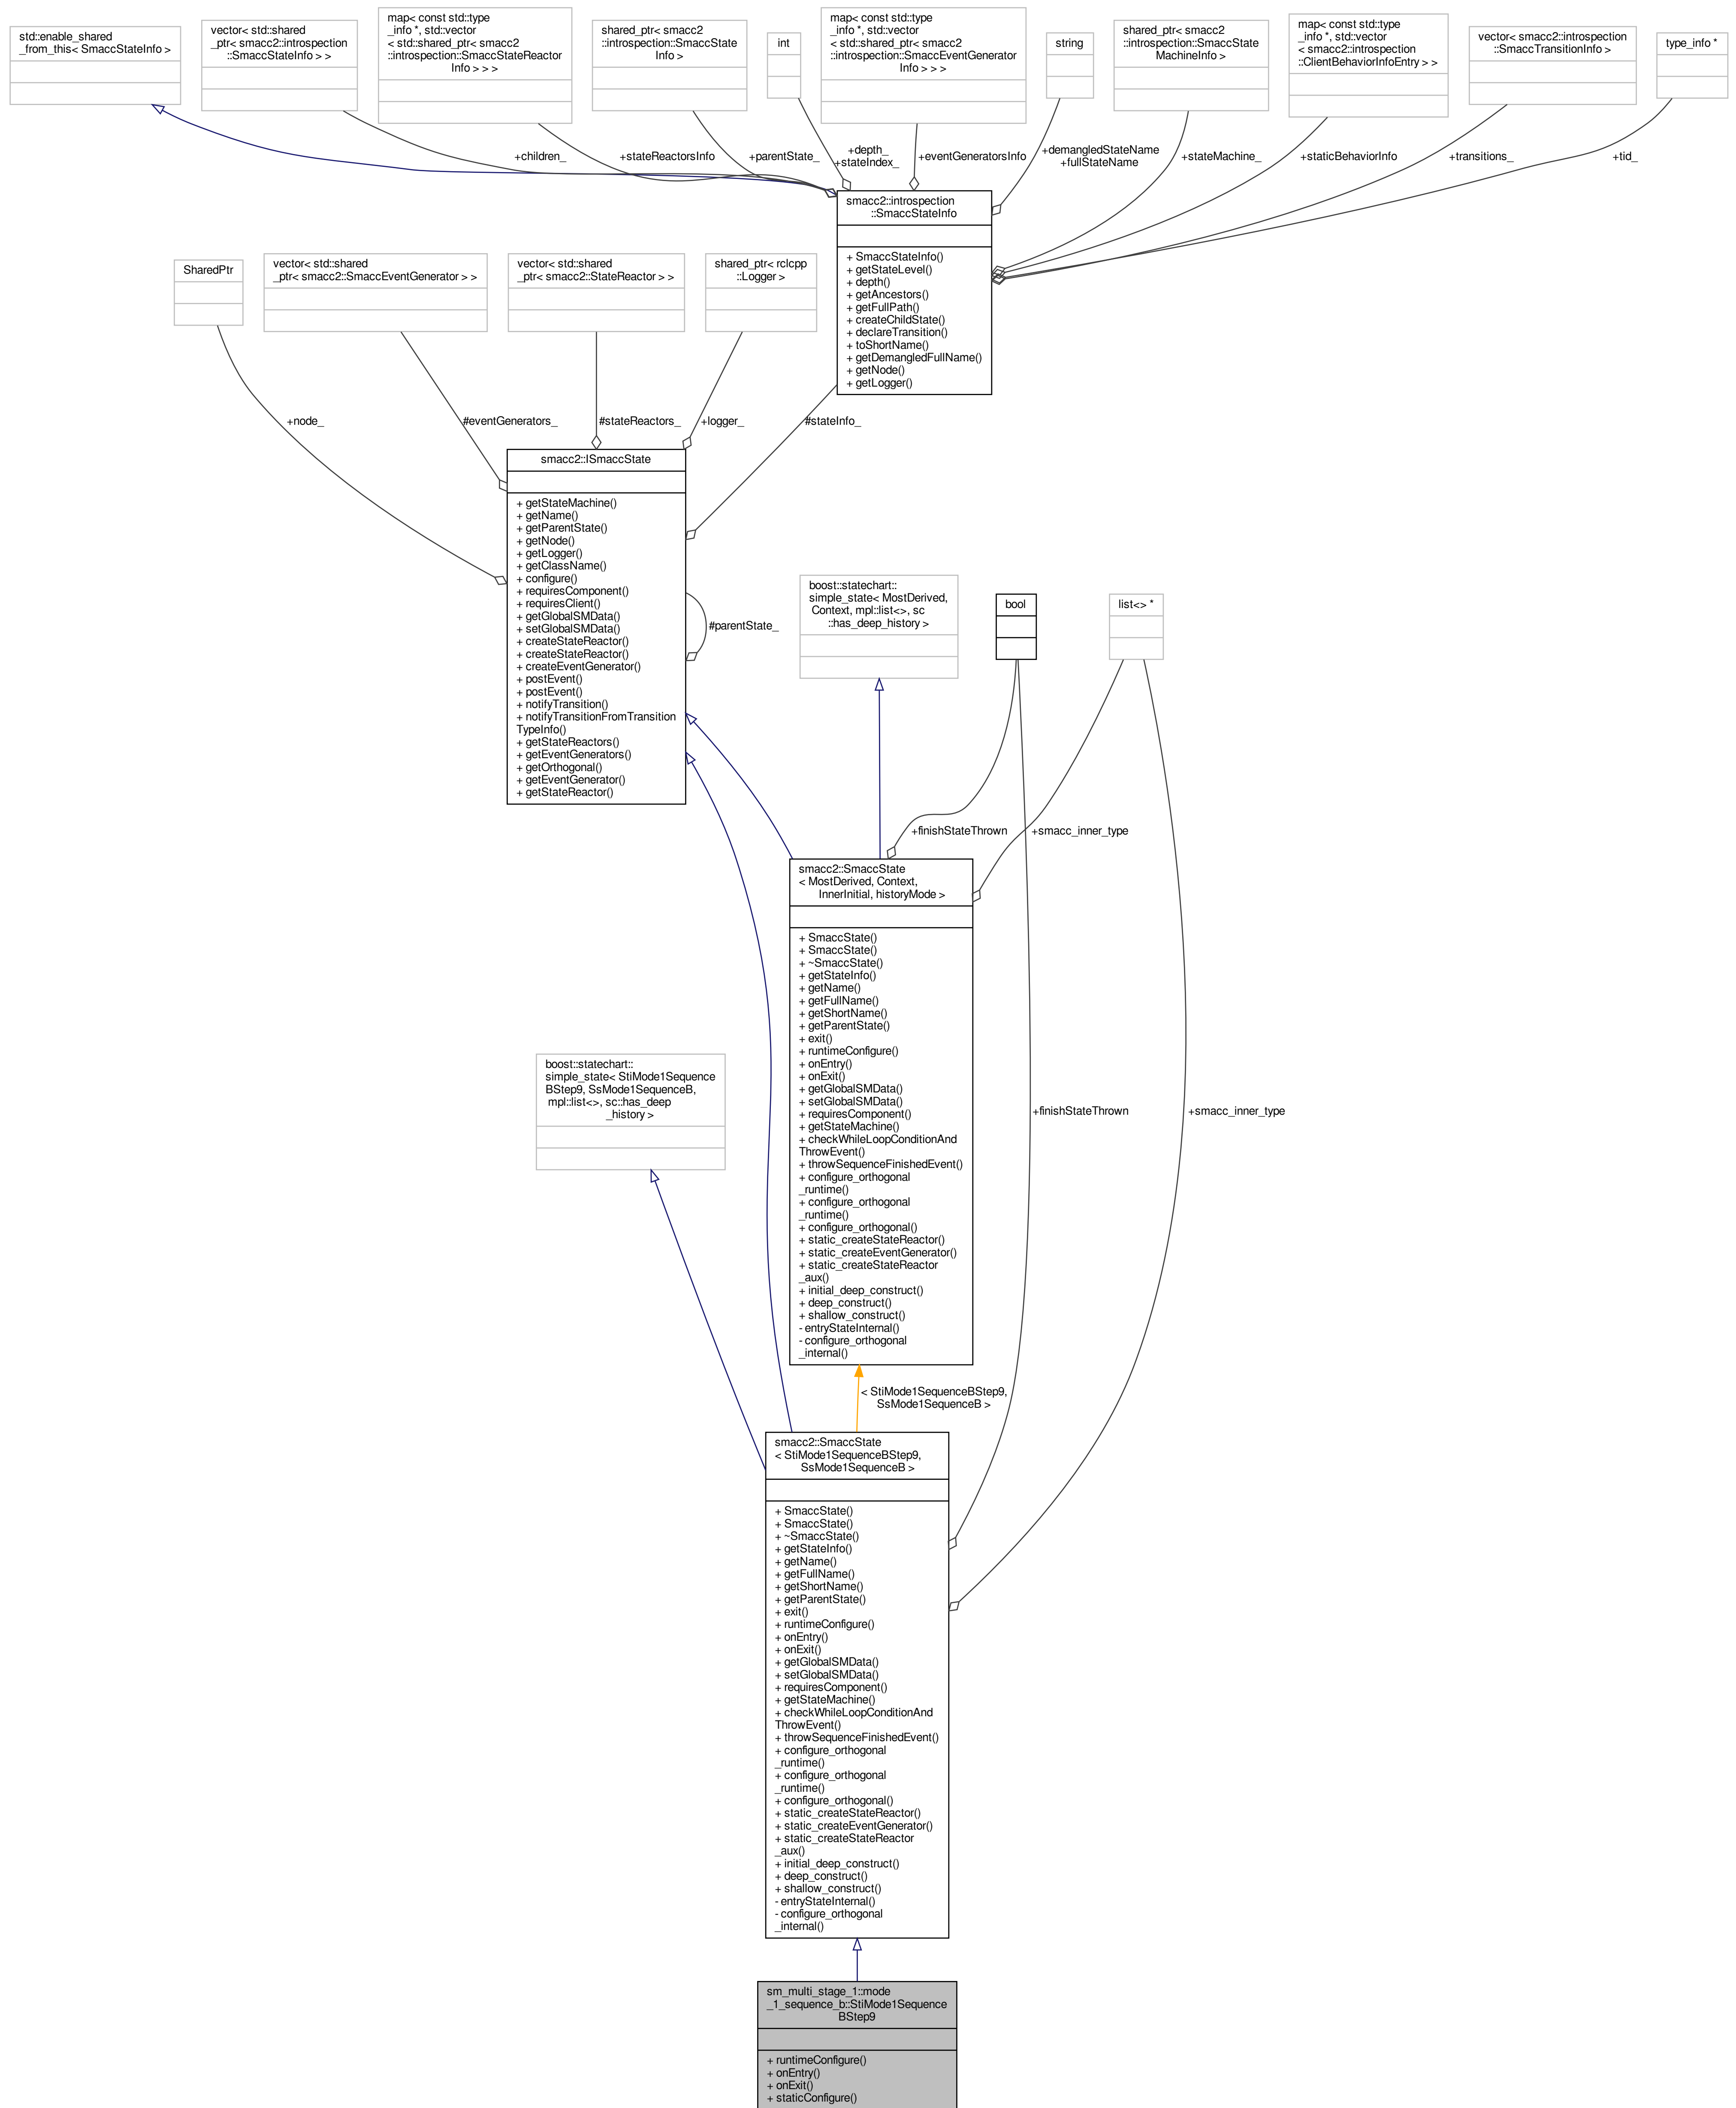 std::enable_shared
_from_this< SmaccStateInfo >
vector< std::shared
_ptr< smacc2::introspection
::SmaccStateInfo > >
map< const std::type
_info *, std::vector
< std::shared_ptr< smacc2
::introspection::SmaccStateReactor
Info > > >
shared_ptr< smacc2
::introspection::SmaccState
Info >
int
map< const std::type
_info *, std::vector
< std::shared_ptr< smacc2
::introspection::SmaccEventGenerator
Info > > >
string
shared_ptr< smacc2
::introspection::SmaccState
MachineInfo >
map< const std::type
_info *, std::vector
< smacc2::introspection
::ClientBehaviorInfoEntry > >
vector< smacc2::introspection
::SmaccTransitionInfo >
type_info *
+children_
+stateReactorsInfo
+parentState_
+depth_
+stateIndex_
+eventGeneratorsInfo
+demangledStateName
+fullStateName
+stateMachine_
+staticBehaviorInfo
+transitions_
+tid_
smacc2::introspection
::SmaccStateInfo
+ SmaccStateInfo()
+ getStateLevel()
+ depth()
+ getAncestors()
+ getFullPath()
+ createChildState()
+ declareTransition()
+ toShortName()
+ getDemangledFullName()
+ getNode()
+ getLogger()
SharedPtr
vector< std::shared
_ptr< smacc2::SmaccEventGenerator > >
vector< std::shared
_ptr< smacc2::StateReactor > >
shared_ptr< rclcpp
::Logger >
+node_
#eventGenerators_
#stateReactors_
+logger_
#stateInfo_
smacc2::ISmaccState
+ getStateMachine()
+ getName()
+ getParentState()
+ getNode()
+ getLogger()
+ getClassName()
+ configure()
+ requiresComponent()
+ requiresClient()
+ getGlobalSMData()
+ setGlobalSMData()
+ createStateReactor()
+ createStateReactor()
+ createEventGenerator()
+ postEvent()
+ postEvent()
+ notifyTransition()
+ notifyTransitionFromTransition
TypeInfo()
+ getStateReactors()
+ getEventGenerators()
+ getOrthogonal()
+ getEventGenerator()
+ getStateReactor()
#parentState_
boost::statechart::
simple_state< MostDerived,
Context, mpl::list<>, sc
::has_deep_history >
bool
list<> *
+finishStateThrown
+smacc_inner_type
smacc2::SmaccState
< MostDerived, Context,
InnerInitial, historyMode >
+ SmaccState()
+ SmaccState()
+ ~SmaccState()
+ getStateInfo()
+ getName()
+ getFullName()
+ getShortName()
+ getParentState()
+ exit()
+ runtimeConfigure()
+ onEntry()
+ onExit()
+ getGlobalSMData()
+ setGlobalSMData()
+ requiresComponent()
+ getStateMachine()
+ checkWhileLoopConditionAnd
ThrowEvent()
+ throwSequenceFinishedEvent()
+ configure_orthogonal
_runtime()
+ configure_orthogonal
_runtime()
+ configure_orthogonal()
+ static_createStateReactor()
+ static_createEventGenerator()
+ static_createStateReactor
_aux()
+ initial_deep_construct()
+ deep_construct()
+ shallow_construct()
- entryStateInternal()
- configure_orthogonal
_internal()
boost::statechart::
simple_state< StiMode1Sequence
BStep9, SsMode1SequenceB,
mpl::list<>, sc::has_deep
_history >
+finishStateThrown
+smacc_inner_type
< StiMode1SequenceBStep9,
SsMode1SequenceB >
smacc2::SmaccState
< StiMode1SequenceBStep9,
SsMode1SequenceB >
+ SmaccState()
+ SmaccState()
+ ~SmaccState()
+ getStateInfo()
+ getName()
+ getFullName()
+ getShortName()
+ getParentState()
+ exit()
+ runtimeConfigure()
+ onEntry()
+ onExit()
+ getGlobalSMData()
+ setGlobalSMData()
+ requiresComponent()
+ getStateMachine()
+ checkWhileLoopConditionAnd
ThrowEvent()
+ throwSequenceFinishedEvent()
+ configure_orthogonal
_runtime()
+ configure_orthogonal
_runtime()
+ configure_orthogonal()
+ static_createStateReactor()
+ static_createEventGenerator()
+ static_createStateReactor
_aux()
+ initial_deep_construct()
+ deep_construct()
+ shallow_construct()
- entryStateInternal()
- configure_orthogonal
_internal()
sm_multi_stage_1::mode
_1_sequence_b::StiMode1Sequence
BStep9
+ runtimeConfigure()
+ onEntry()
+ onExit()
+ staticConfigure()